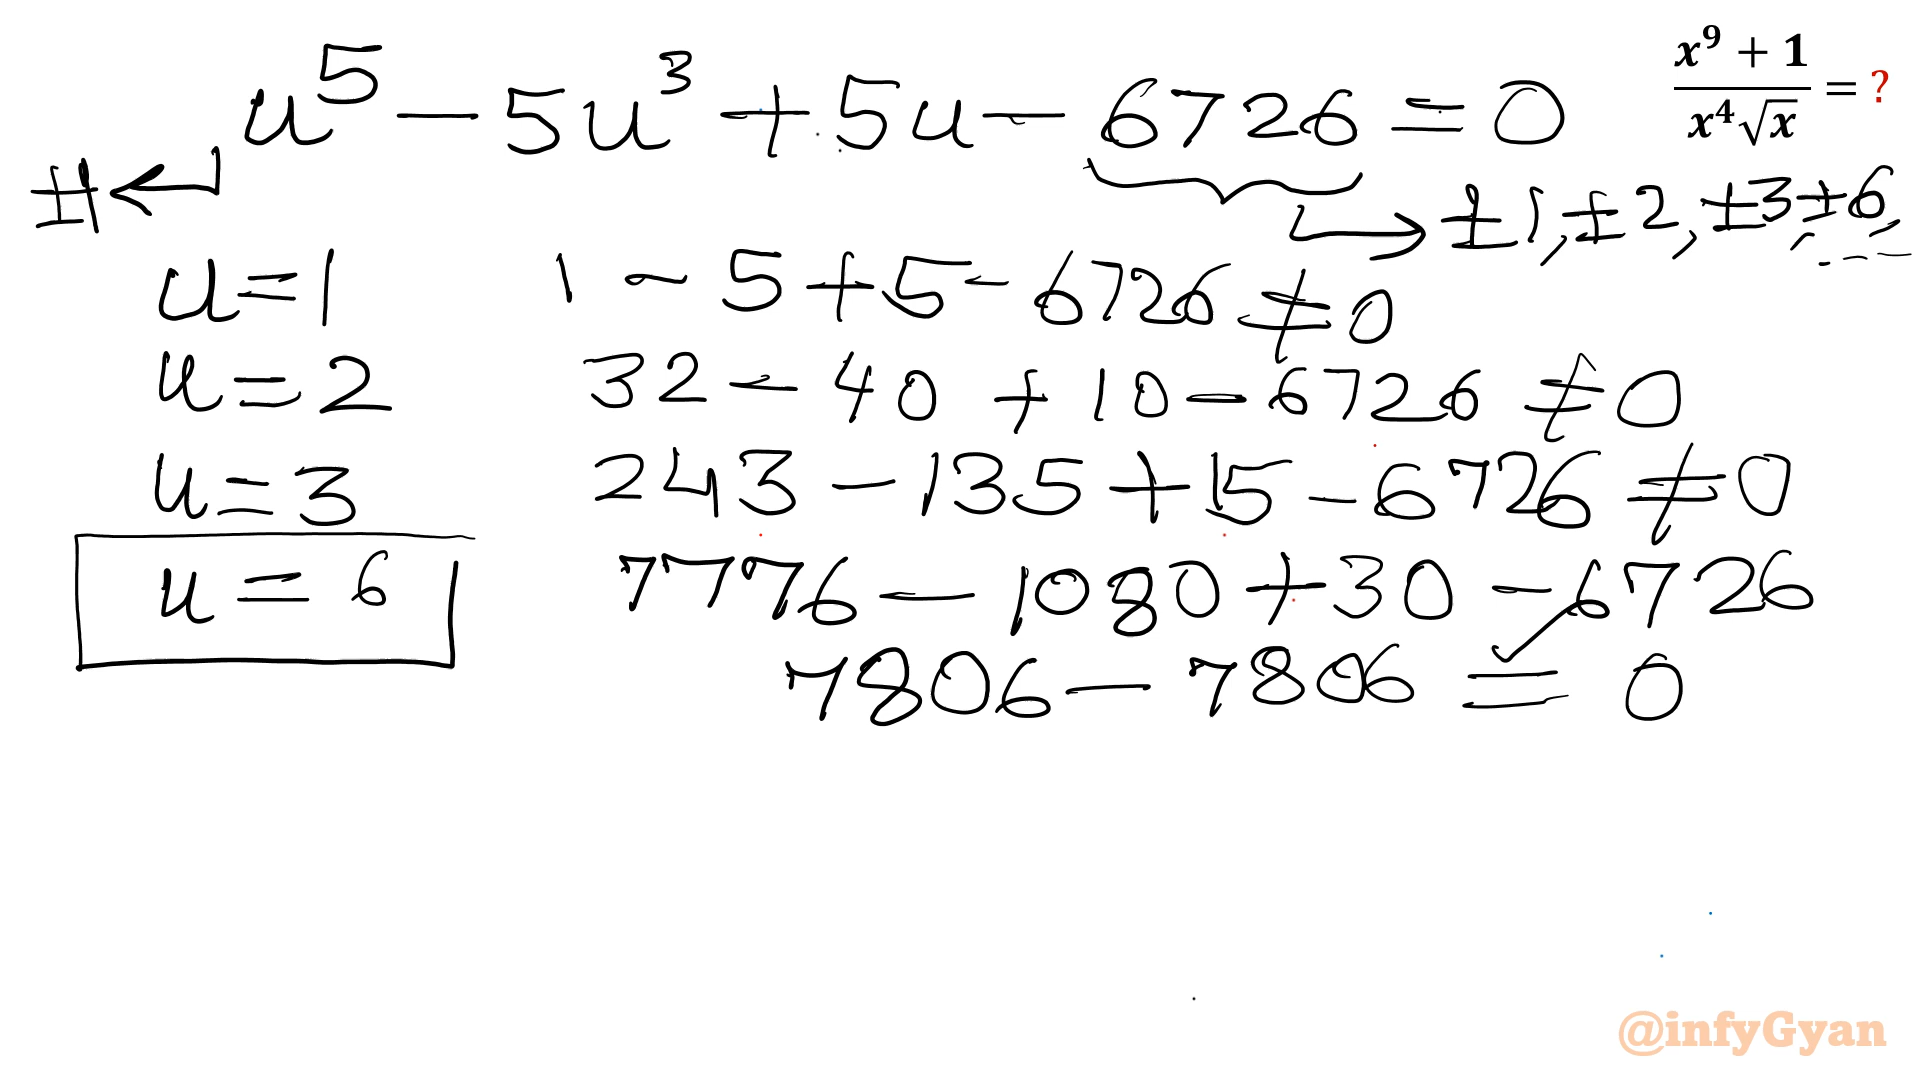 u⁵ − 5u³ + 5u − 6726 = 0
x⁹ + 1 / x⁴√x = ?
±1 ±1, ±2, ±3 ±6, ----
u = 1 1 − 5 + 5 − 6726 ≠ 0
u = 2 32 − 40 + 10 − 6726 ≠ 0
u = 3 243 − 135 + 15 − 6726 ≠ 0
u = 6 7776 − 1080 + 30 − 6726
7806 − 7806 = 0
@infyGyan